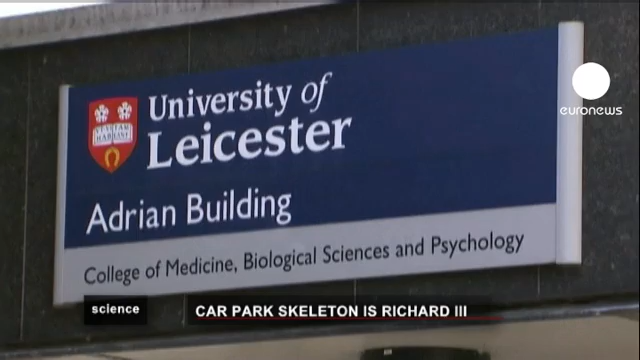 University of
Leicester
Adrian Building
College of Medicine, Biological Sciences and Psychology
euronews
science
CAR PARK SKELETON IS RICHARD III